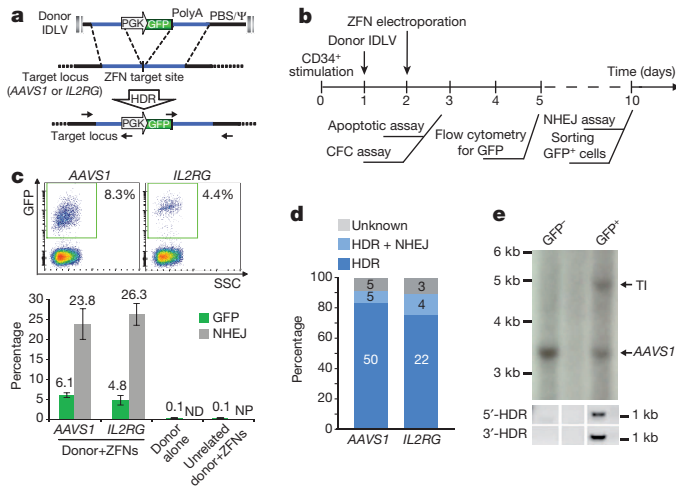 a
Donor IDLV
PGK GFP
PolyA
PBS/Ψ
Target locus (AAVS1 or IL2RG)
ZFN target site
HDR
Target locus
PGK GFP
b
ZFN electroporation
Donor IDLV
CD34+ stimulation
Time (days)
0 1 2 3 4 5 10
Apoptotic assay
CFC assay
Flow cytometry for GFP
NHEJ assay
Sorting GFP+ cells
c
AAVS1 IL2RG
8.3% 4.4%
GFP
SSC
Percentage
30
25
20
15
10
5
0
6.1 23.8 4.8 26.3 0.1 ND 0.1 NP
GFP
NHEJ
AAVS1 IL2RG
Donor+ZFNs
Donor alone
Unrelated donor+ZFNs
d
Unknown
HDR + NHEJ
HDR
Percentage
100
80
60
40
20
0
5 3
5 4
50 22
AAVS1 IL2RG
e
GFP− GFP+
6 kb
5 kb
4 kb
3 kb
TI
AAVS1
5′-HDR 1 kb
3′-HDR 1 kb